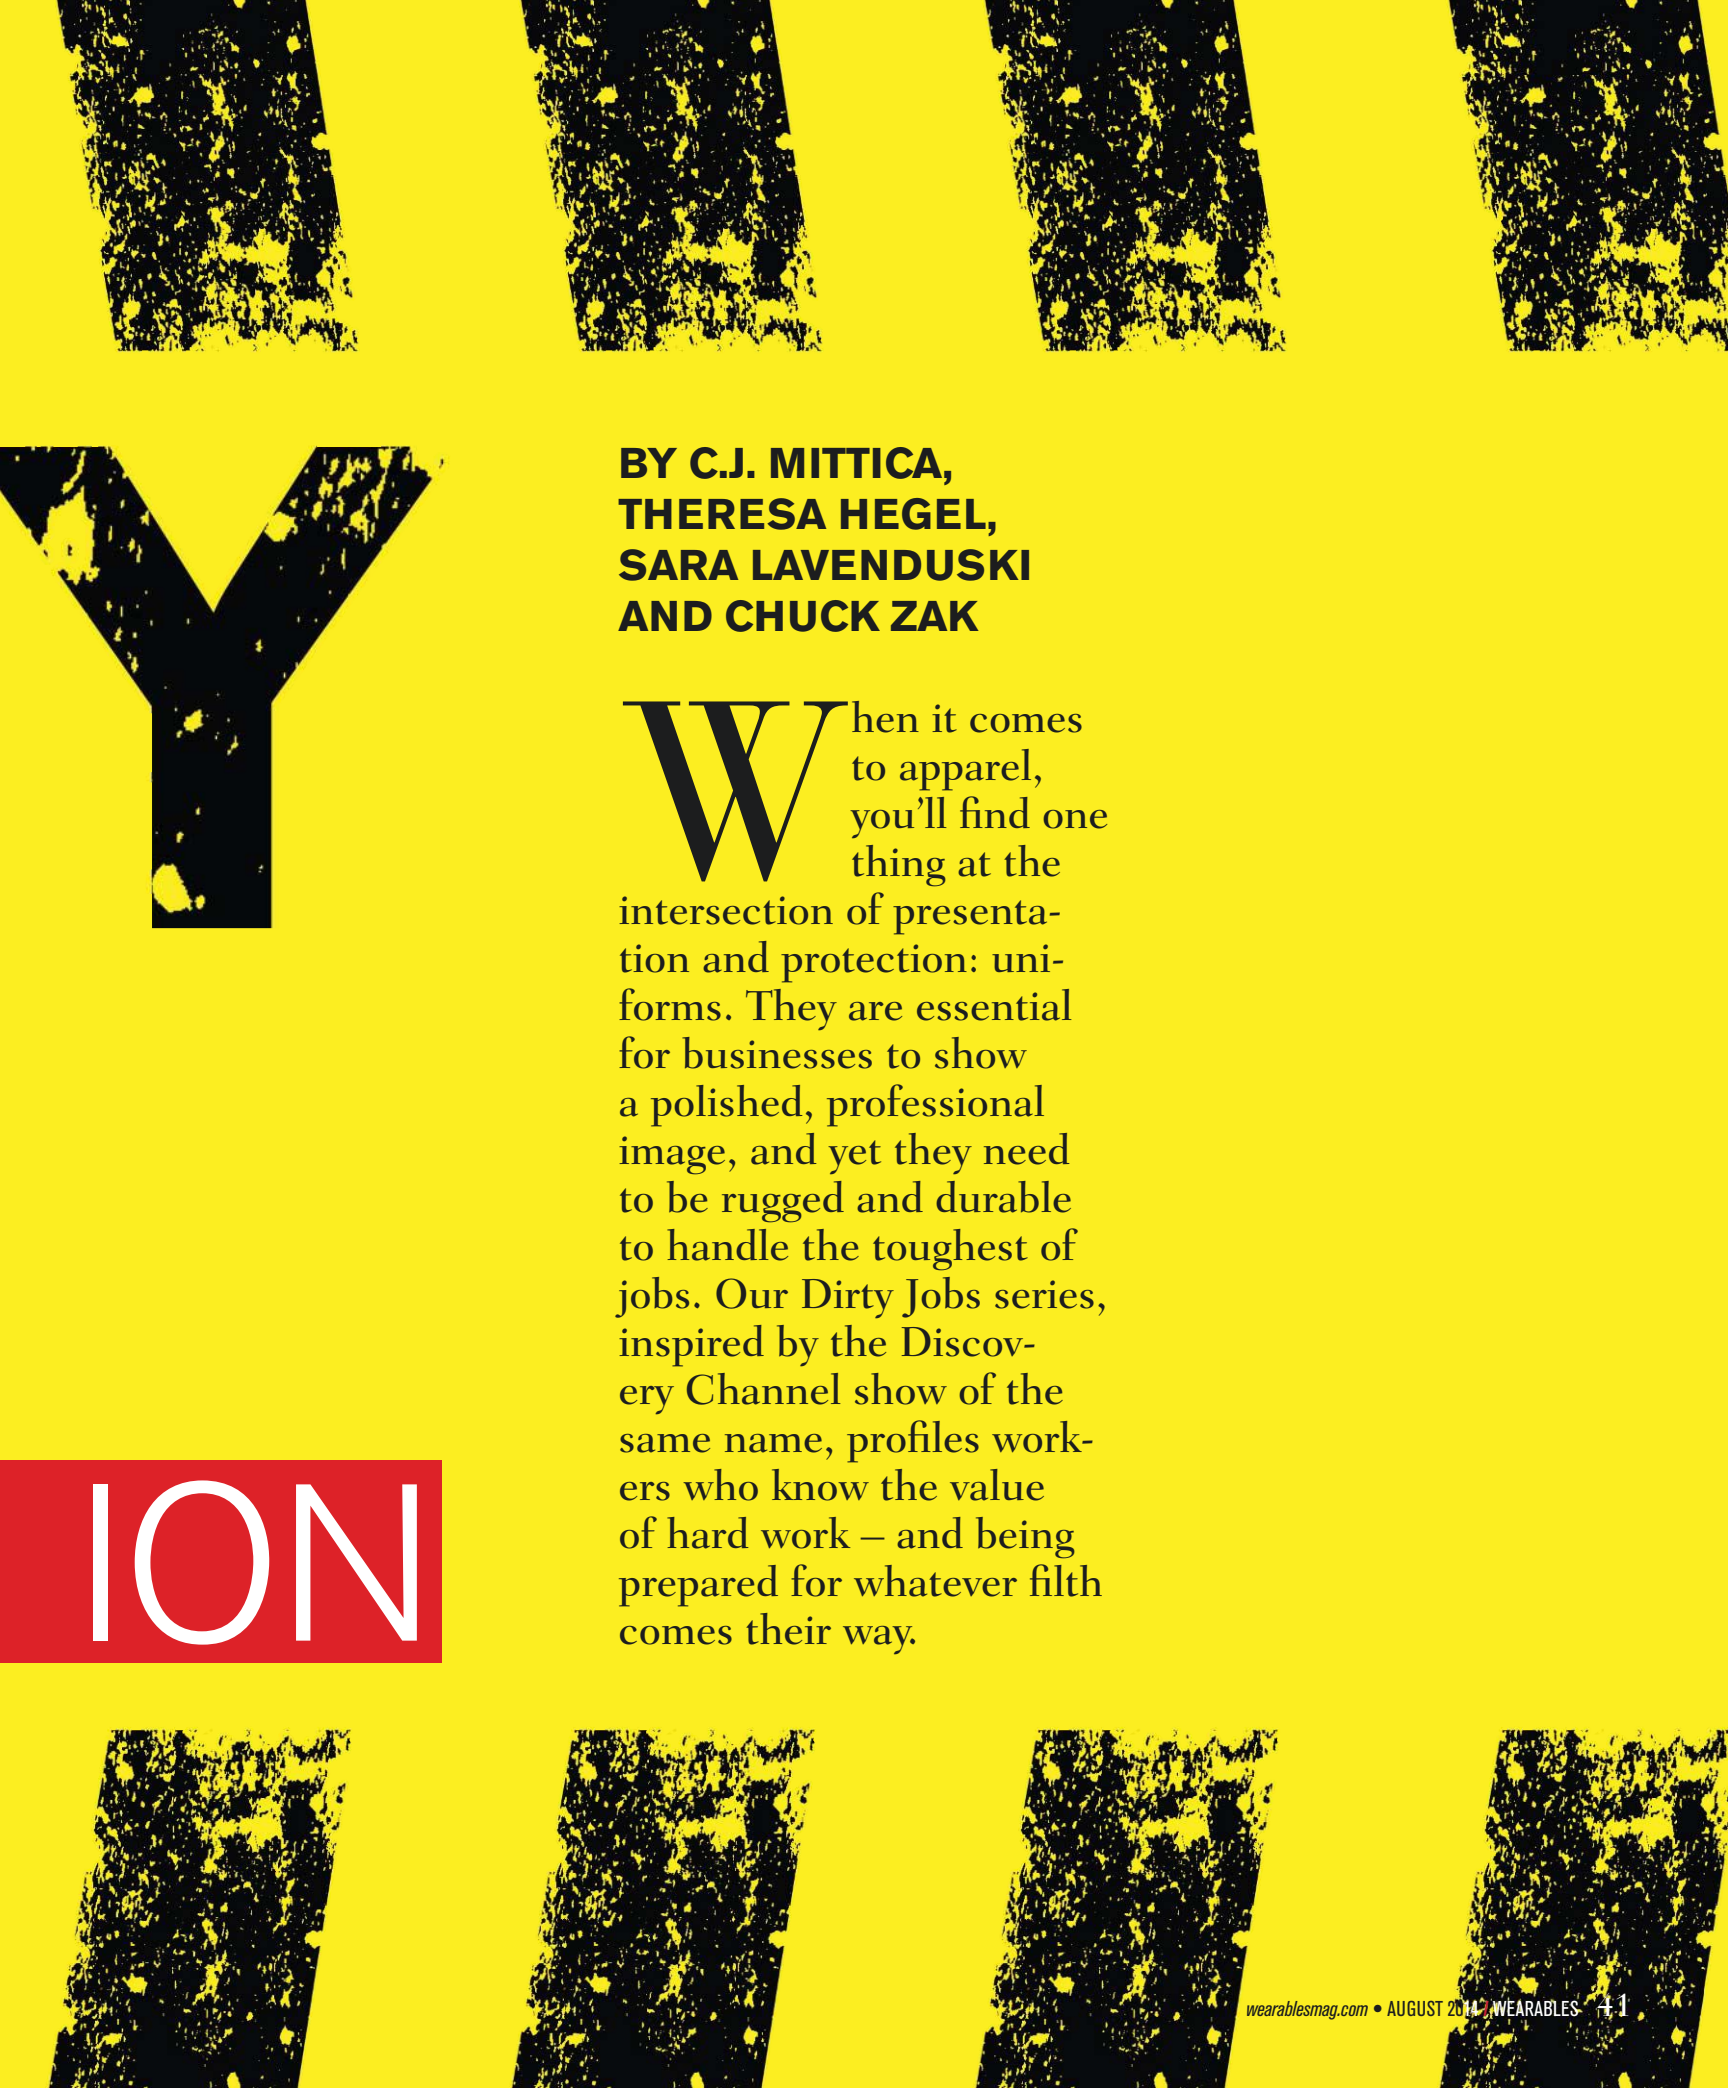 Y
BY C.J. MITTICA,
THERESA HEGEL,
SARA LAVENDUSKI
AND CHUCK ZAK
When it comes
to apparel,
you’ll find one
thing at the
intersection of presenta-
tion and protection: uni-
forms. They are essential
for businesses to show
a polished, professional
image, and yet they need
to be rugged and durable
to handle the toughest of
jobs. Our Dirty Jobs series,
inspired by the Discov-
ery Channel show of the
same name, profiles work-
ers who know the value
of hard work – and being
prepared for whatever filth
comes their way.
ION
wearablesmag.com • AUGUST 2014 / WEARABLES 41